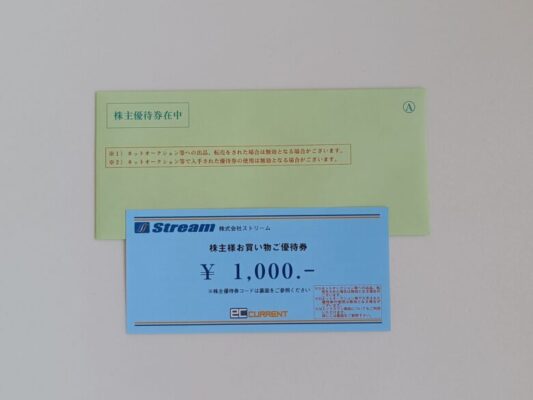 株主優待券在中
Ⓐ
※1）ネットオークション等への出品、転売をされた場合は無効となる場合がございます。
※2）ネットオークション等で入手された優待券の使用は無効となる場合がございます。
Stream 株式会社ストリーム
株主様お買い物ご優待券
¥ 1,000.-
※株主優待券コードは裏面をご参照ください
EC CURRENT